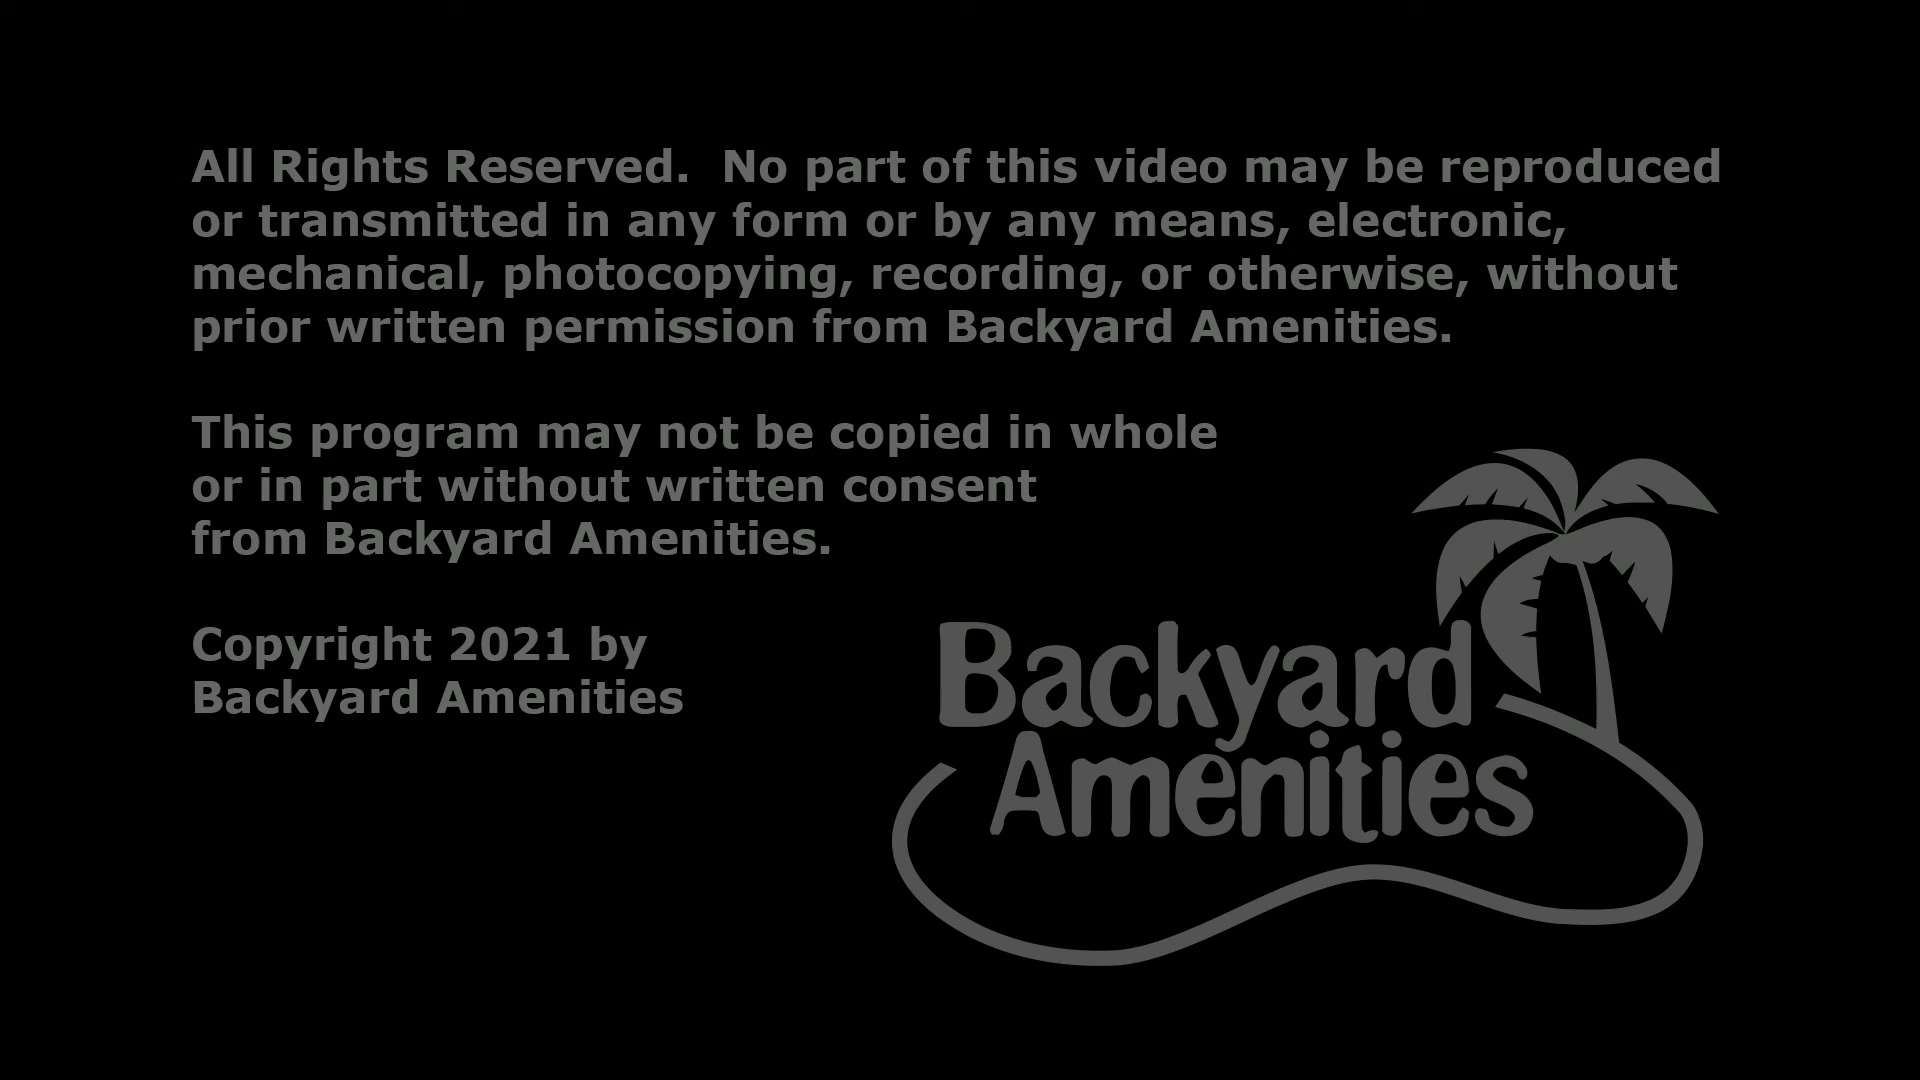 All Rights Reserved.  No part of this video may be reproduced
or transmitted in any form or by any means, electronic,
mechanical, photocopying, recording, or otherwise, without
prior written permission from Backyard Amenities.
This program may not be copied in whole
or in part without written consent
from Backyard Amenities.
Copyright 2021 by
Backyard Amenities
Backyard
Amenities